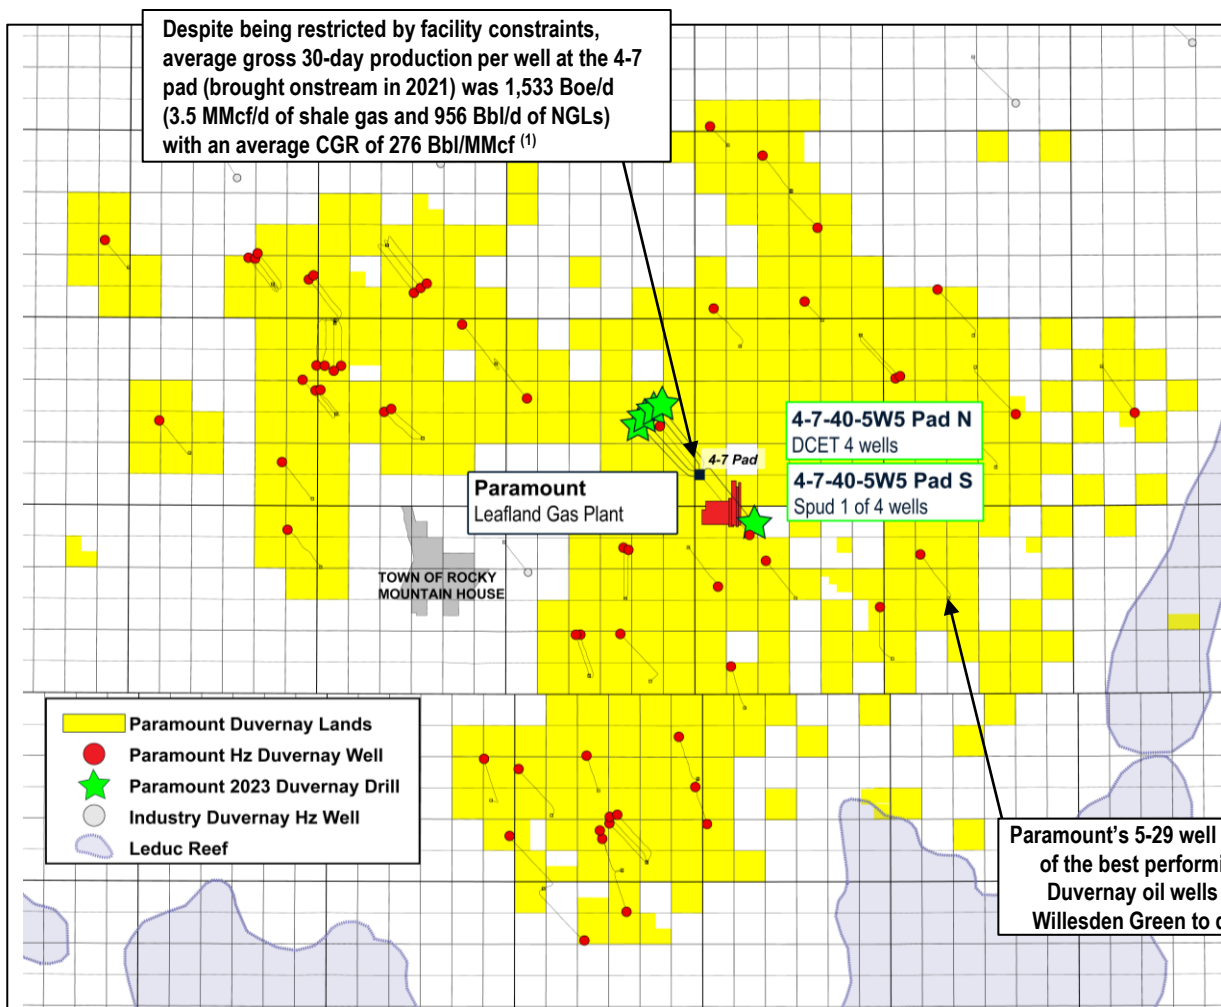 Despite being restricted by facility constraints,
average gross 30-day production per well at the 4-7
pad (brought onstream in 2021) was 1,533 Boe/d
(3.5 MMcf/d of shale gas and 956 Bbl/d of NGLs)
with an average CGR of 276 Bbl/MMcf (1)
4-7-40-5W5 Pad N
DCET 4 wells
4-7 Pad
4-7-40-5W5 Pad S
Spud 1 of 4 wells
Paramount
Leafland Gas Plant
TOWN OF ROCKY
MOUNTAIN HOUSE
Paramount Duvernay Lands
Paramount Hz Duvernay Well
Paramount 2023 Duvernay Drill
Industry Duvernay Hz Well
Leduc Reef
Paramount's 5-29 well
of the best
Duvernay oil wells
Willesden Green to